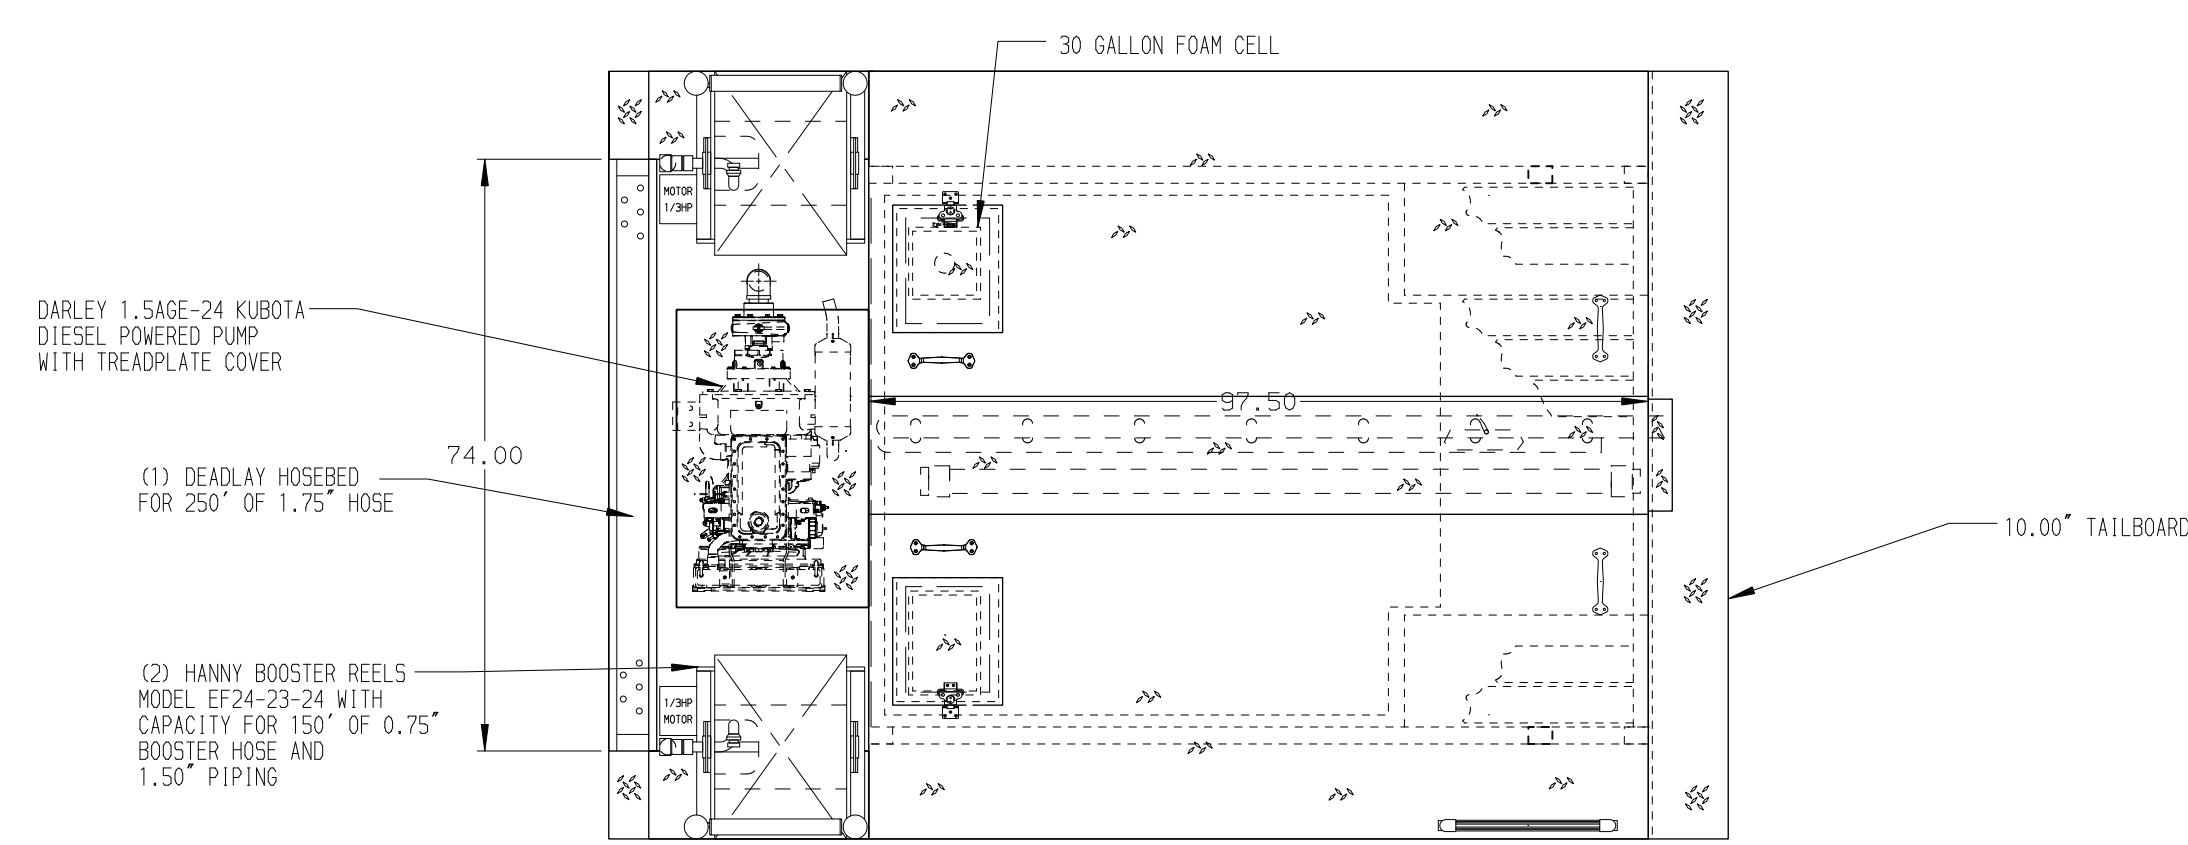 30 GALLON FOAM CELL
MOTOR
1/3HP
DARLEY 1.5AGE-24 KUBOTA
DIESEL POWERED PUMP
WITH TREADPLATE COVER
97.50
74.00
(1) DEADLAY HOSEBED
FOR 250' OF 1.75" HOSE
10.00" TAILBOARD
(2) HANNY BOOSTER REELS
MODEL EF24-23-24 WITH
CAPACITY FOR 150' OF 0.75"
BOOSTER HOSE AND
1.50" PIPING
1/3HP
MOTOR